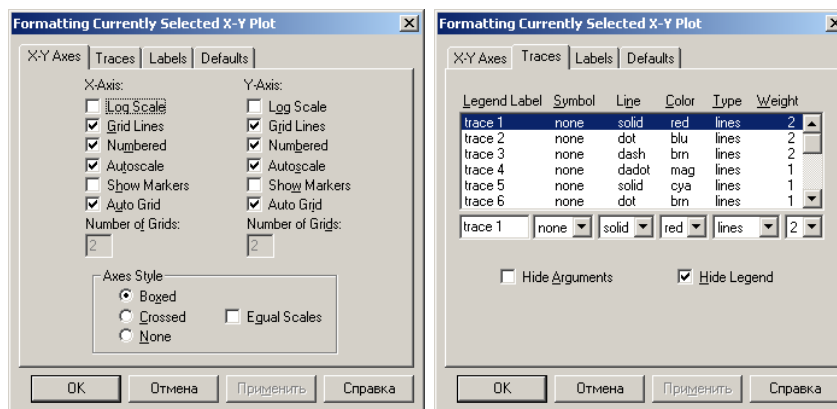 Formatting Currently Selected X-Y Plot
X-Y Axes Traces Labels Defaults
X-Axis: Y-Axis:
Log Scale Log Scale
Grid Lines Grid Lines
Numbered Numbered
Autoscale Autoscale
Show Markers Show Markers
Auto Grid Auto Grid
Number of Grids: Number of Grids:
2 2
Axes Style
Boxed
Crossed Equal Scales
None
OK Отмена Применить Справка
Formatting Currently Selected X-Y Plot
X-Y Axes Traces Labels Defaults
Legend Label Symbol Line Color Type Weight
trace 1 none solid red lines 2
trace 2 none dot blu lines 2
trace 3 none dash brn lines 2
trace 4 none dadot mag lines 1
trace 5 none solid cya lines 1
trace 6 none dot brn lines 1
trace 1 none solid red lines 2
Hide Arguments Hide Legend
OK Отмена Применить Справка